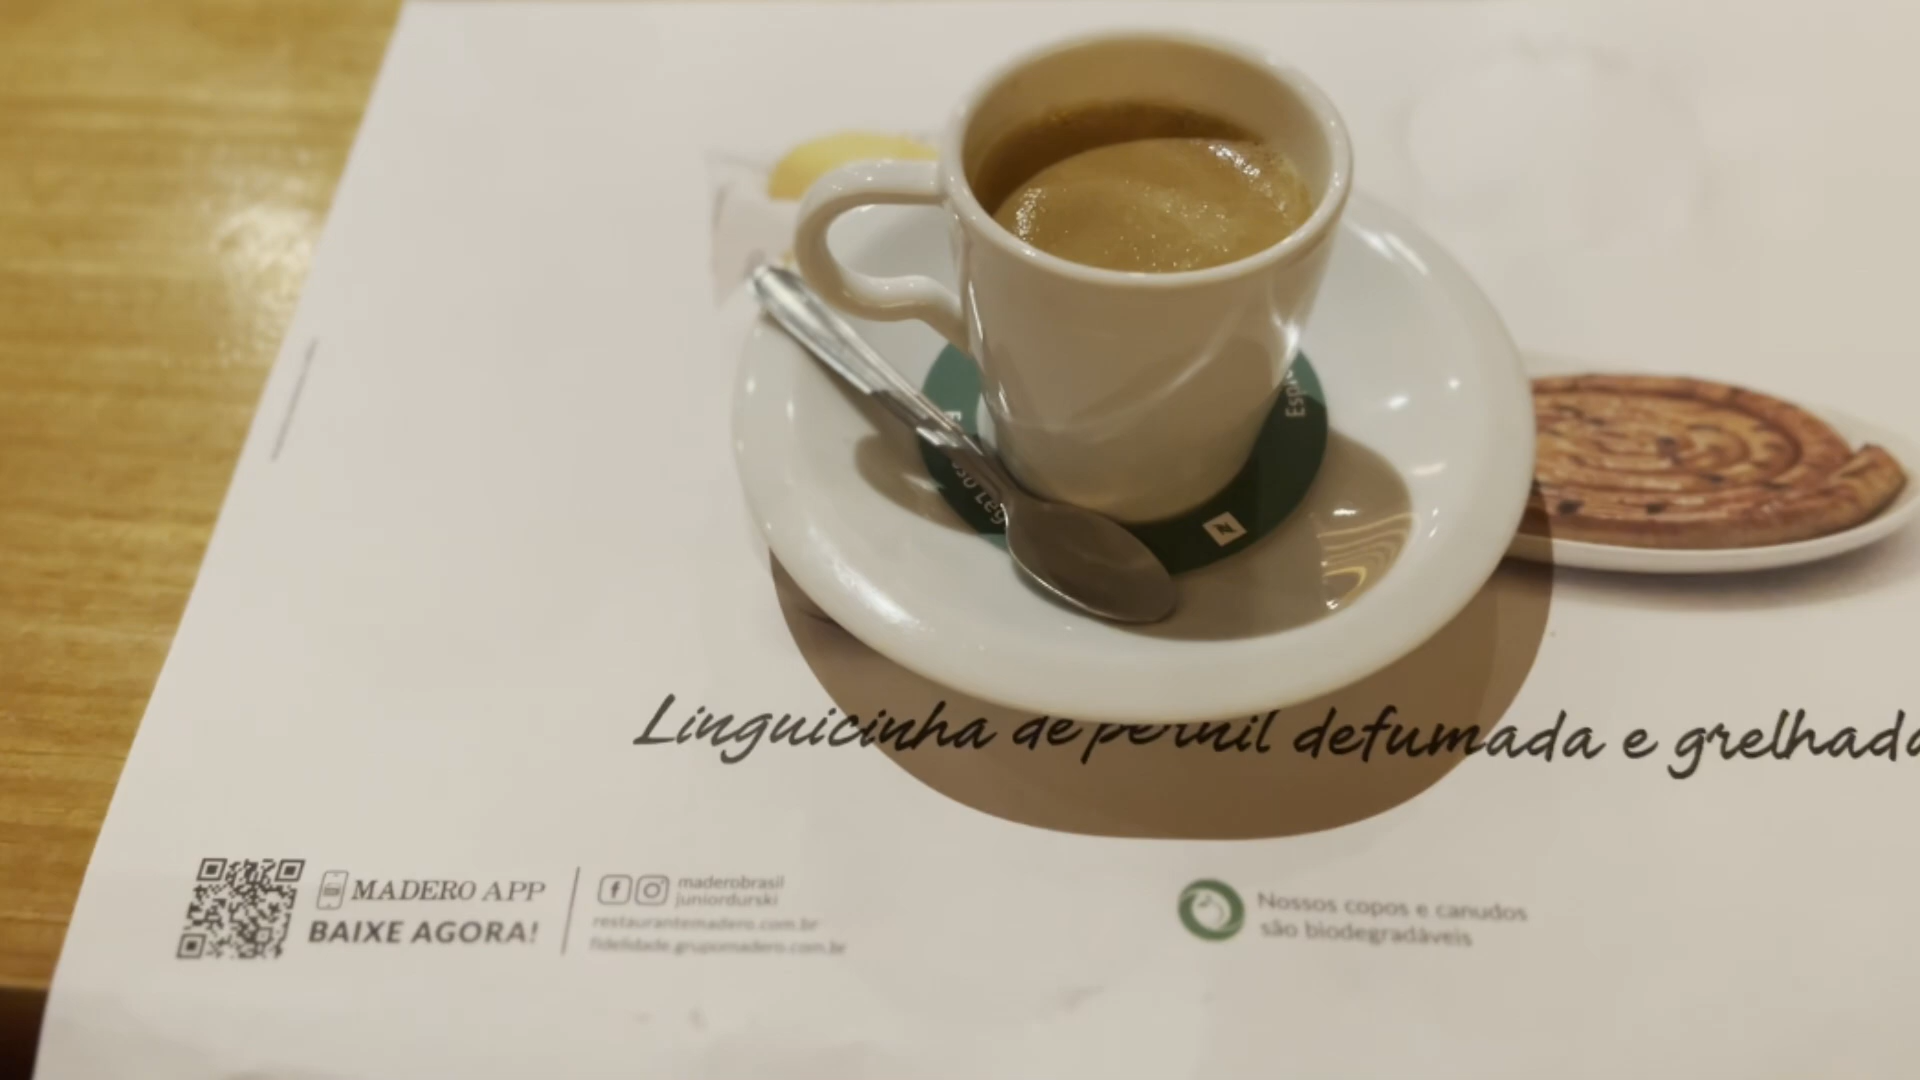 Linguicinha de pernil defumada e grelhada
MADERO APP
BAIXE AGORA!
maderobrasil
juniordurski
restaurantemadero.com.br
fidelidade.grupomadero.com.br
Nossos copos e canudos
são biodegradáveis